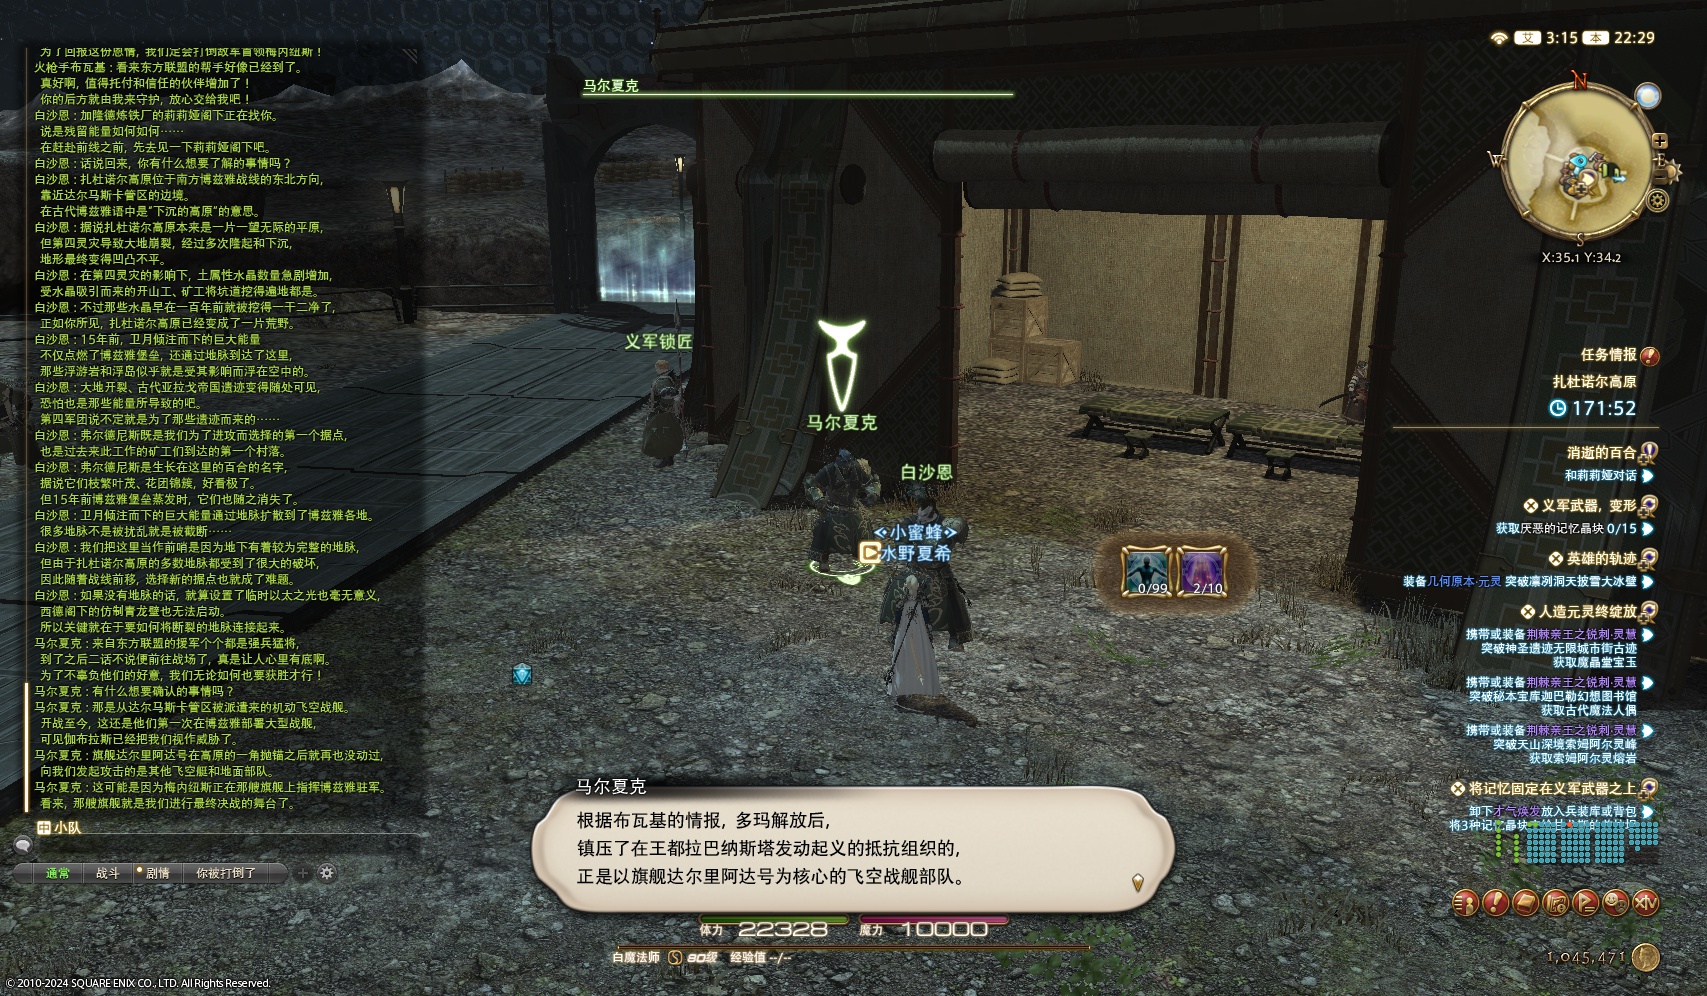 为了回报这份恩情，我们定会打倒敌军首领梅内纽斯！
火枪手布瓦基：看来东方联盟的帮手好像已经到了。
真好啊，值得托付和信任的伙伴增加了！
你的后方就由我来守护，放心交给我吧！
白沙恩：加隆德炼铁厂的莉莉娅阁下正在找你。
说是残留能量如何如何……
在赶赴前线之前，先去见一下莉莉娅阁下吧。
白沙恩：话说回来，你有什么想要了解的事情吗？
白沙恩：扎杜诺尔高原位于南方博兹雅战线的东北方向，
靠近达尔马斯卡管区的边境。
在古代博兹雅语中是“下沉的高原”的意思。
白沙恩：据说扎杜诺尔高原本来是一片一望无际的平原，
但第四灵灾导致大地崩裂，经过多次隆起和下沉，
地形最终变得凹凸不平。
白沙恩：在第四灵灾的影响下，土属性水晶数量急剧增加，
受水晶吸引而来的开山工、矿工将坑道挖得遍地都是。
白沙恩：不过那些水晶早在一百年前就被挖得一干二净了，
正如你所见，扎杜诺尔高原已经变成了一片荒野。
白沙恩：15年前，卫月倾注而下的巨大能量
不仅点燃了博兹雅堡垒，还通过地脉到达了这里，
那些浮游岩和浮岛似乎就是受其影响而浮在空中的。
白沙恩：大地开裂、古代亚拉戈帝国遗迹变得随处可见，
恐怕也是那些能量所导致的吧。
第四军团说不定就是为了那些遗迹而来的……
白沙恩：弗尔德尼斯既是我们为了进攻而选择的第一个据点，
也是过去来此工作的矿工们到达的第一个村落。
白沙恩：弗尔德尼斯是生长在这里的百合的名字，
据说它们枝繁叶茂、花团锦簇，好看极了。
但15年前博兹雅堡垒蒸发时，它们也随之消失了。
白沙恩：卫月倾注而下的巨大能量通过地脉扩散到了博兹雅各地。
很多地脉不是被扰乱就是被截断……
白沙恩：我们把这里当作前哨是因为地下有着较为完整的地脉，
但由于扎杜诺尔高原的多数地脉都受到了很大的破坏，
因此随着战线前移，选择新的据点也就成了难题。
白沙恩：如果没有地脉的话，就算设置了临时以太之光也毫无意义，
西德阁下的仿制青龙壁也无法启动。
所以关键就在于要如何将断裂的地脉连接起来。
马尔夏克：来自东方联盟的援军个个都是强兵猛将，
到了之后二话不说便前往战场了，真是让人心里有底啊。
为了不辜负他们的好意，我们无论如何也要获胜才行！
马尔夏克：有什么想要确认的事情吗？
马尔夏克：那是从达尔马斯卡管区被派遣来的机动飞空战舰。
开战至今，这还是他们第一次在博兹雅部署大型战舰，
可见伽布拉斯已经把我们视作威胁了。
马尔夏克：旗舰达尔里阿达号在高原的一角抛锚之后就再也没动过，
向我们发起攻击的是其他飞空艇和地面部队。
马尔夏克：这可能是因为梅内纽斯正在那艘旗舰上指挥博兹雅驻军。
看来，那艘旗舰就是我们进行最终决战的舞台了。
小队
通常 战斗 剧情 你被打倒了
马尔夏克
义军锁匠
马尔夏克
白沙恩
«小蜜蜂»
水野夏希
0/99 2/10
马尔夏克
根据布瓦基的情报，多玛解放后，
镇压了在王都拉巴纳斯塔发动起义的抵抗组织的，
正是以旗舰达尔里阿达号为核心的飞空战舰部队。
体力 22328 魔力 10000
白魔法师 80级 经验值 --/--
艾 3:15 本 22:29
N
W
E
S
X:35.1 Y:34.2
任务情报
扎杜诺尔高原
171:52
消逝的百合
和莉莉娅对话
义军武器，变形
获取厌恶的记忆晶块 0/15
英雄的轨迹
装备几何原本·元灵 突破凛冽洞天披雪大冰壁
人造元灵终绽放
携带或装备荆棘亲王之锐刺·灵慧
突破神圣遗迹无限城市街古迹
获取魔晶堂宝玉
携带或装备荆棘亲王之锐刺·灵慧
突破秘本宝库迦巴勒幻想图书馆
获取古代魔法人偶
携带或装备荆棘亲王之锐刺·灵慧
突破天山深境索姆阿尔灵峰
获取索姆阿尔灵熔岩
将记忆固定在义军武器之上
卸下才气焕发放入兵装库或背包
将3种记忆晶块
1,045,471
© 2010-2024 SQUARE ENIX CO., LTD. All Rights Reserved.